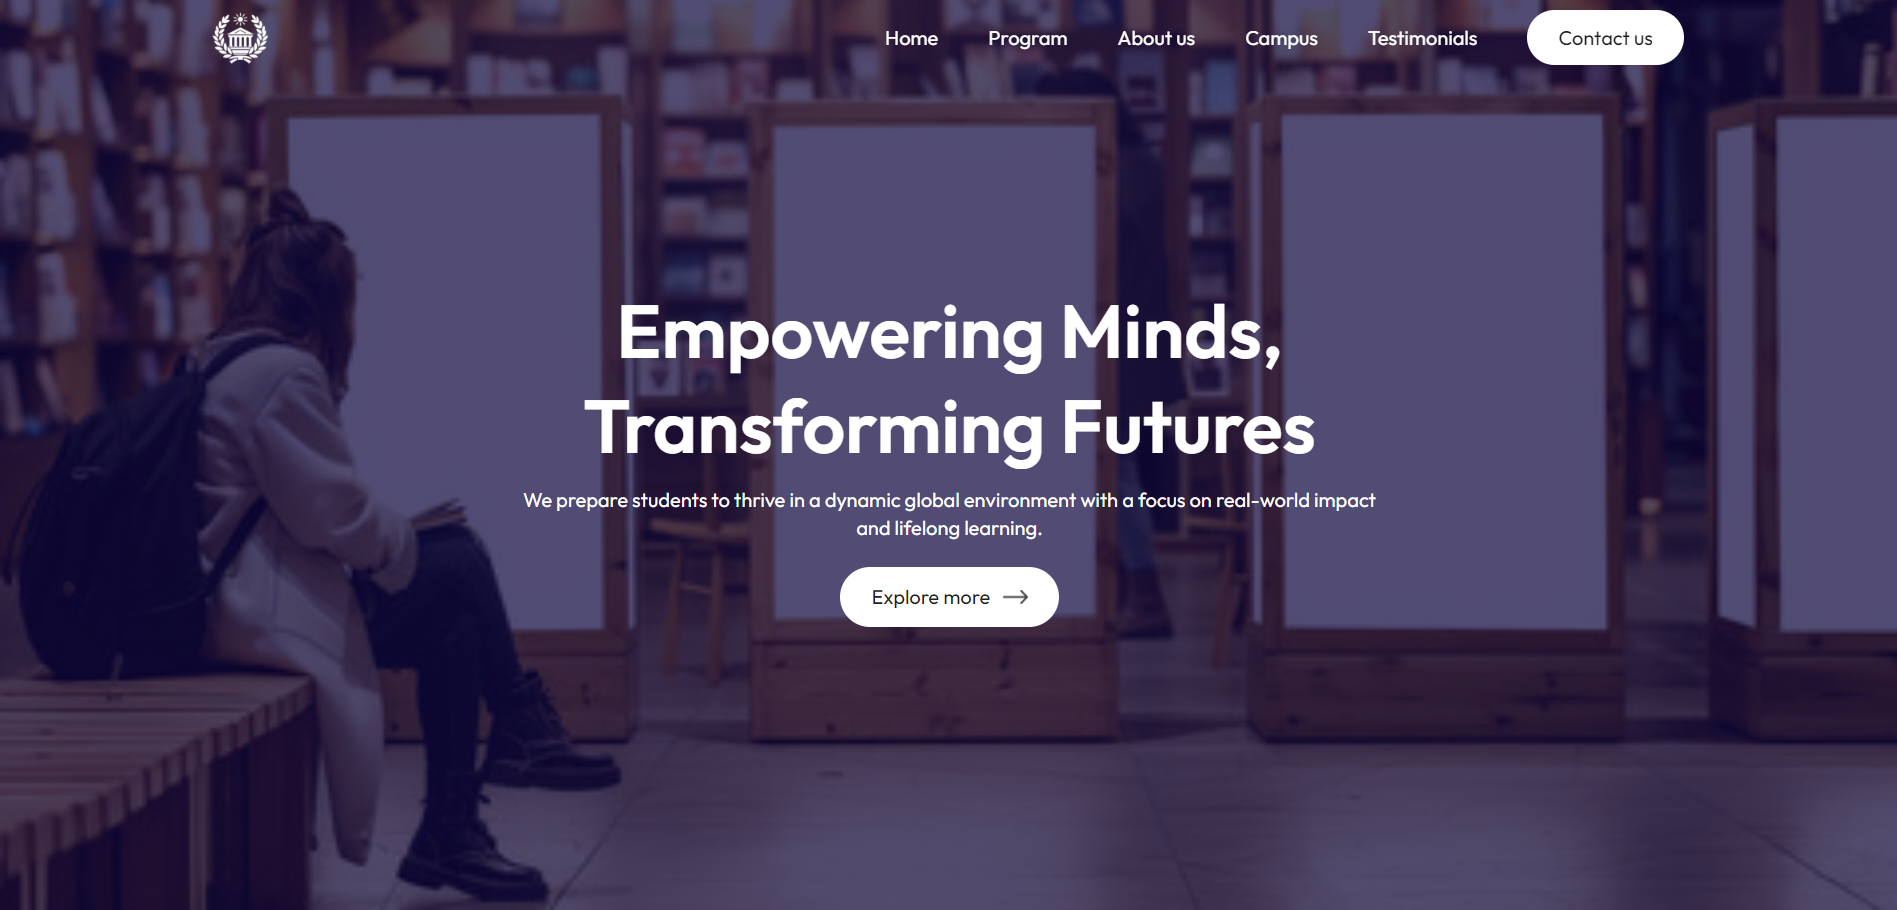 Home
Program
About us
Campus
Testimonials
Contact us
Empowering Minds,
Transforming Futures
We prepare students to thrive in a dynamic global environment with a focus on real-world impact
and lifelong learning.
Explore more